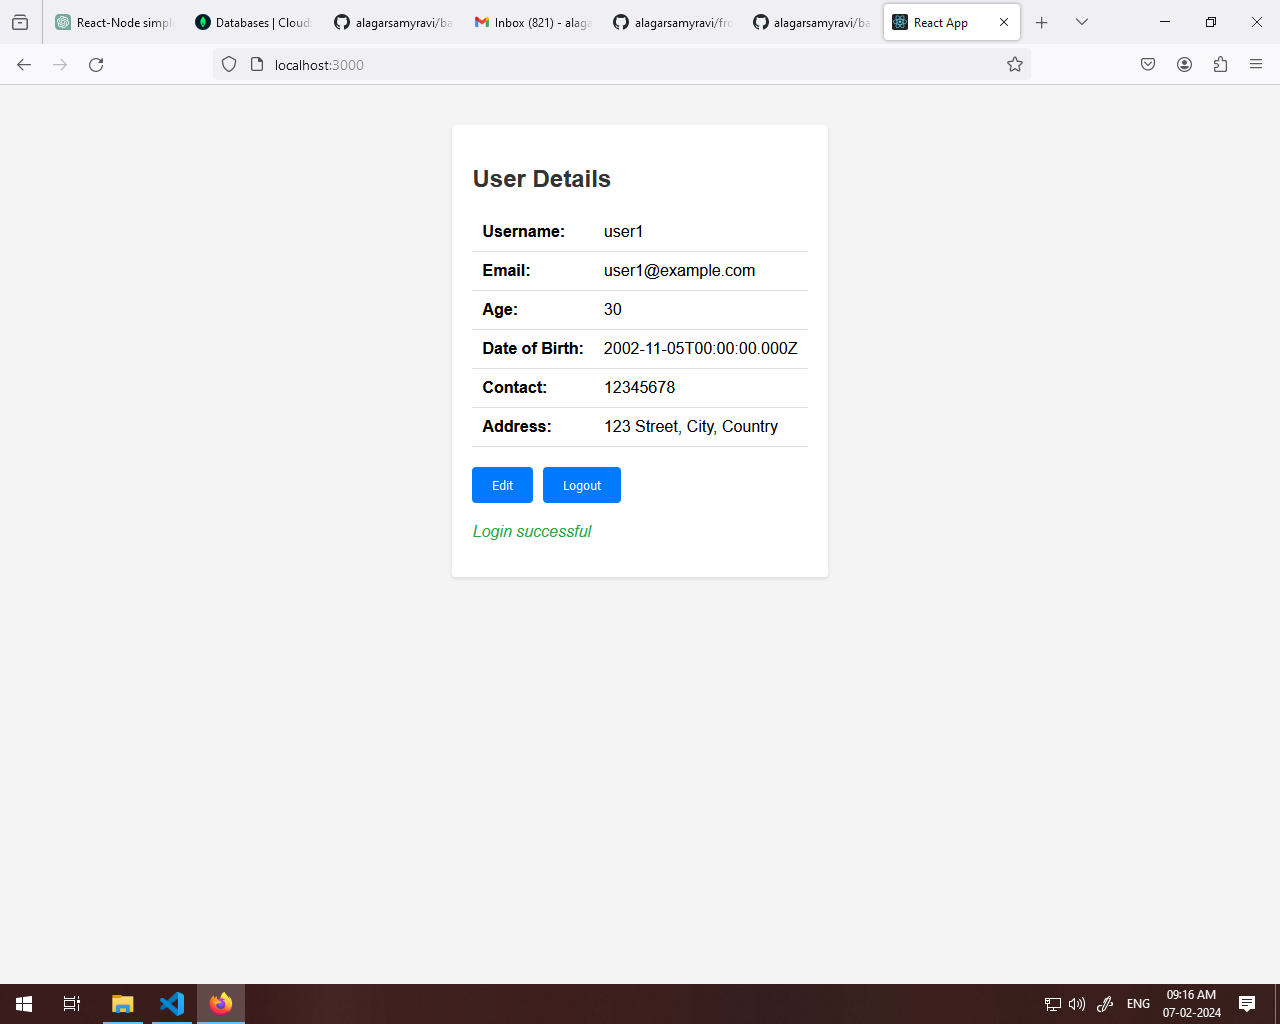 React-Node simple
Databases | Clouds
alagarsamyravi/ba
Inbox (821) - alaga
alagarsamyravi/fro
alagarsamyravi/ba
React App
localhost:3000
User Details
Username: user1
Email: user1@example.com
Age: 30
Date of Birth: 2002-11-05T00:00:00.000Z
Contact: 12345678
Address: 123 Street, City, Country
Edit
Logout
Login successful
ENG
09:16 AM
07-02-2024